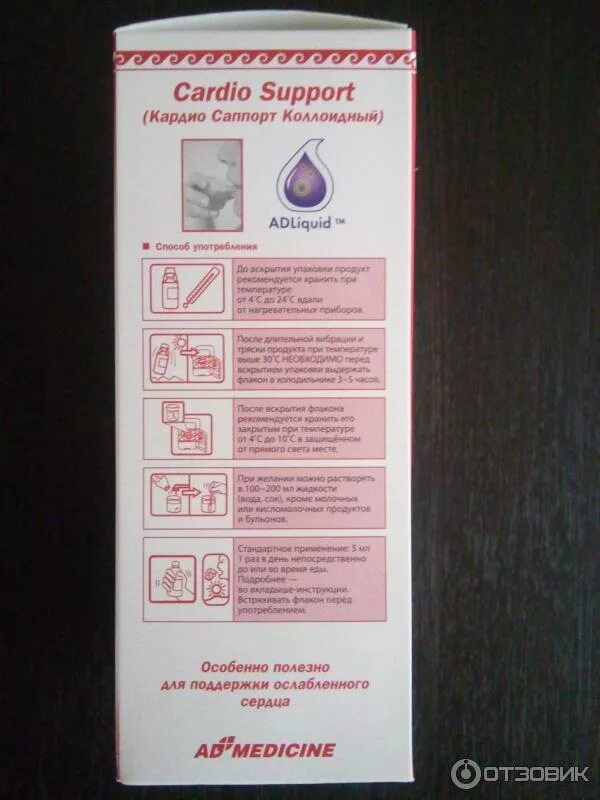 Cardio Support
(Кардио Саппорт Коллоидный)
ADLiquid ™
■ Способ употребления
До вскрытия упаковки продукт
рекомендуется хранить при
температуре
от 4˚С до 24˚С вдали
от нагревательных приборов.
После длительной вибрации и
тряски продукта при температуре
выше 30˚С НЕОБХОДИМО перед
вскрытием упаковки выдержать
флакон в холодильнике 3–5 часов.
После вскрытия флакона
рекомендуется хранить его
закрытым при температуре
от 4˚С до 10˚С в защищённом
от прямого света месте.
При желании можно растворять
в 100–200 мл жидкости
(вода, сок), кроме молочных
или кисломолочных продуктов
и бульонов.
Стандартное применение: 5 мл
1 раз в день непосредственно
до или во время еды.
Подробнее —
во вкладыше-инструкции.
Встряхивать флакон перед
употреблением.
Особенно полезно
для поддержки ослабленного
сердца
AD MEDICINE
ОТЗОВИК